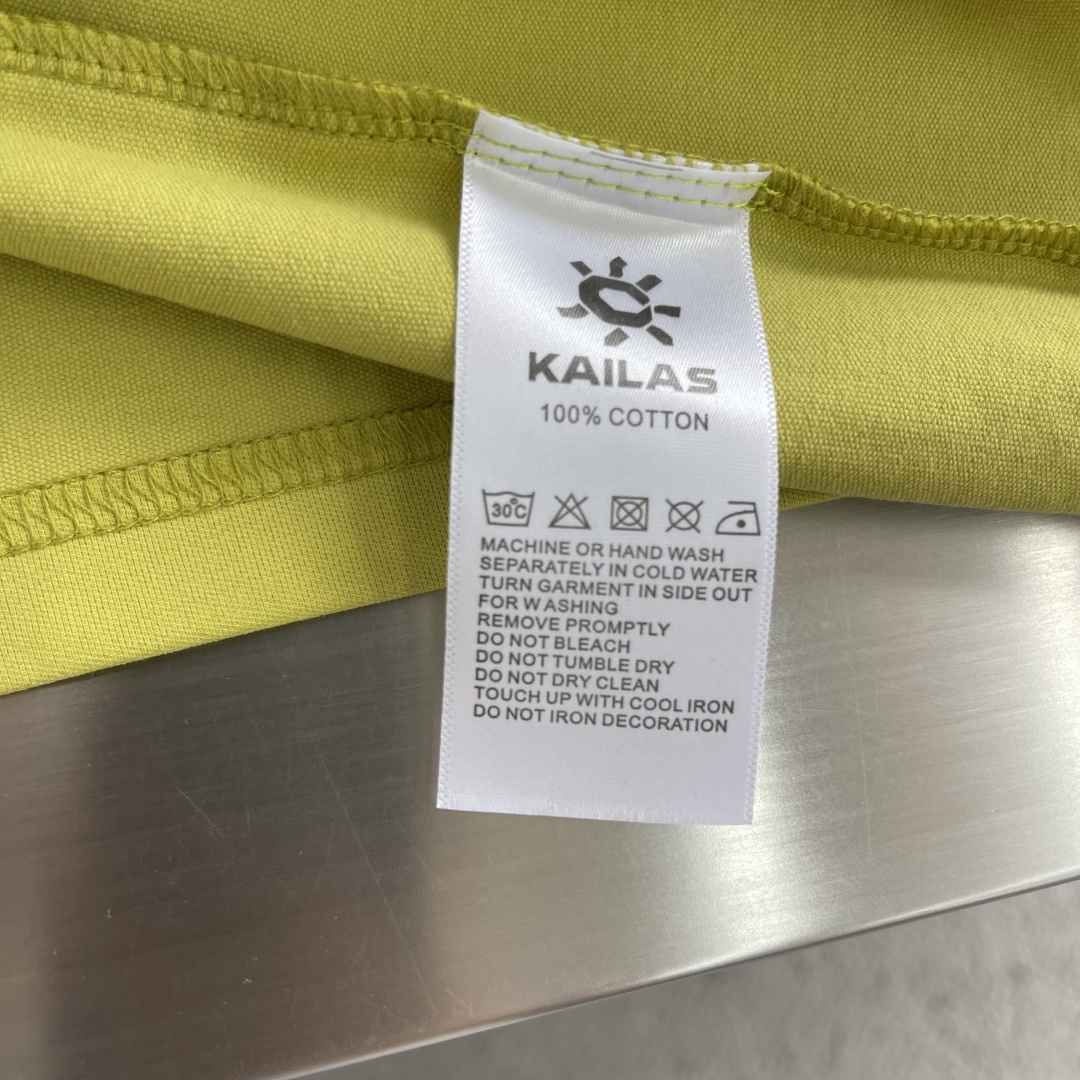 KAILAS
100% COTTON
30°C
MACHINE OR HAND WASH
SEPARATELY IN COLD WATER
TURN GARMENT IN SIDE OUT
FOR W ASHING
REMOVE PROMPTLY
DO NOT BLEACH
DO NOT TUMBLE DRY
DO NOT DRY CLEAN
TOUCH UP WITH COOL IRON
DO NOT IRON DECORATION